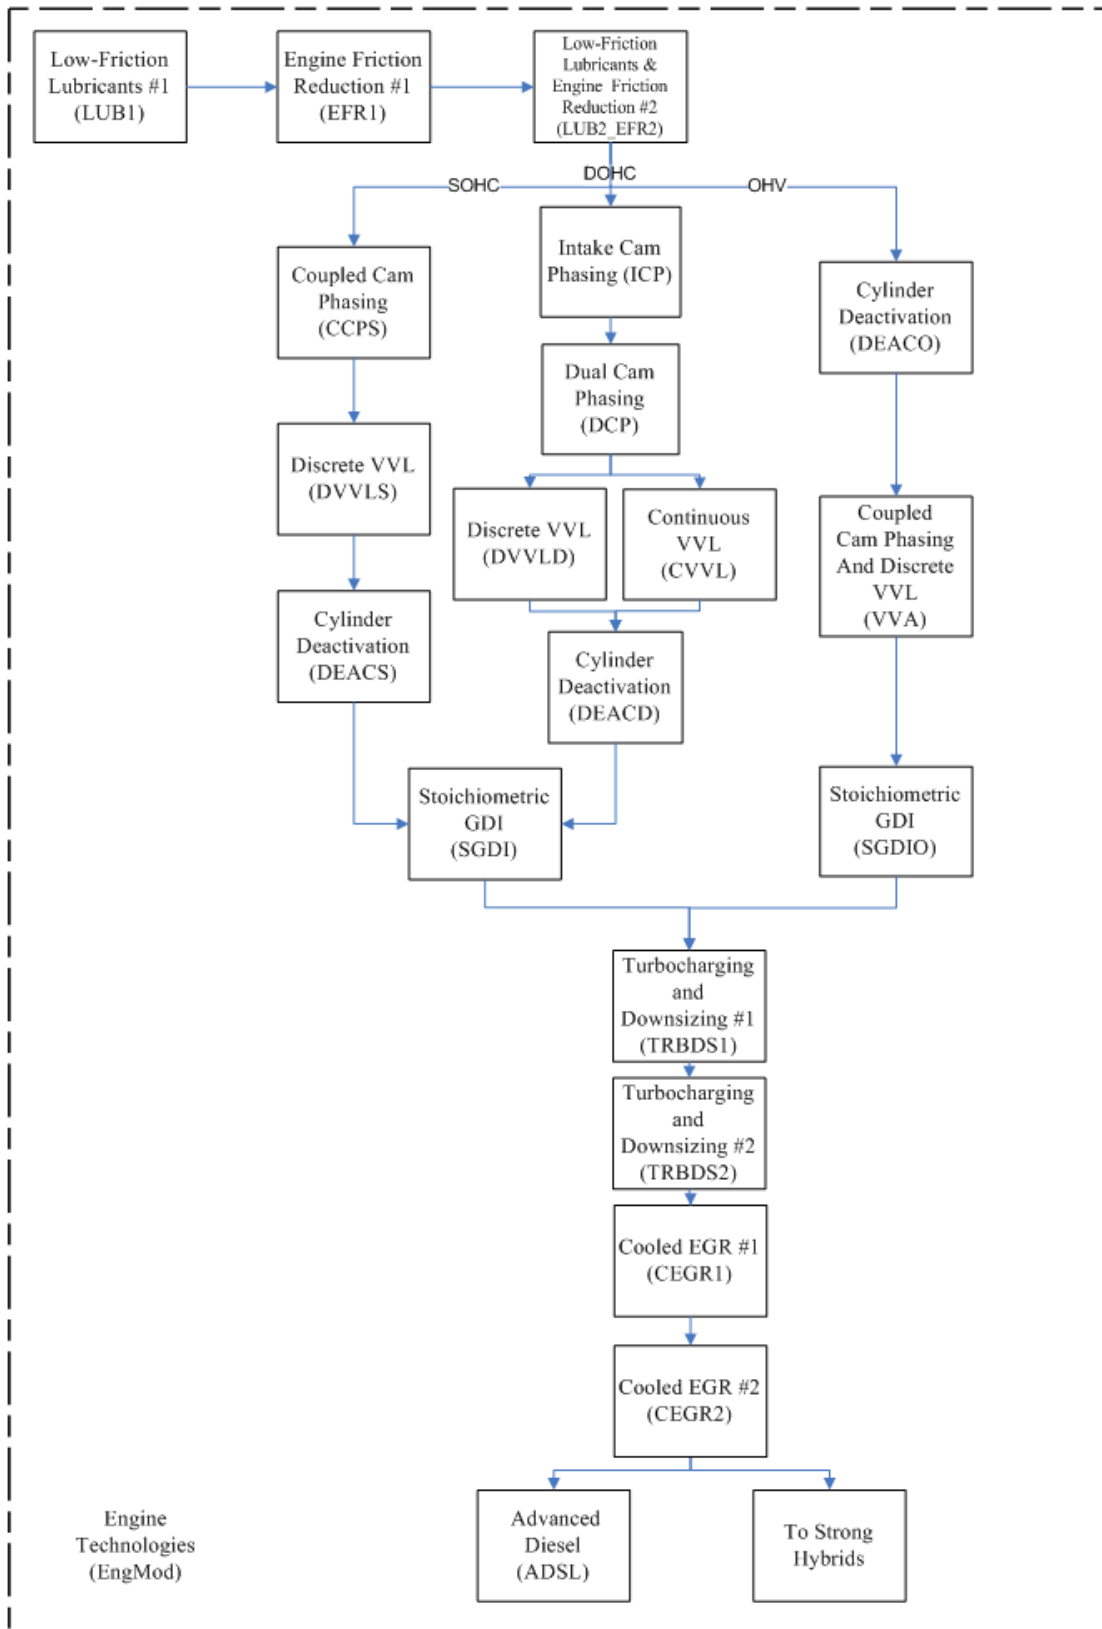 Low-Friction
Lubricants #1
(LUB1)
Engine Friction
Reduction #1
(EFR1)
Low-Friction
Lubricants &
Engine Friction
Reduction #2
(LUB2_EFR2)
SOHC
DOHC
OHV
Coupled Cam
Phasing
(CCPS)
Intake Cam
Phasing (ICP)
Cylinder
Deactivation
(DEACO)
Dual Cam
Phasing
(DCP)
Discrete VVL
(DVVLS)
Discrete VVL
(DVVLD)
Continuous
VVL
(CVVL)
Coupled
Cam Phasing
And Discrete
VVL
(VVA)
Cylinder
Deactivation
(DEACS)
Cylinder
Deactivation
(DEACD)
Stoichiometric
GDI
(SGDI)
Stoichiometric
GDI
(SGDIO)
Turbocharging
and
Downsizing #1
(TRBDS1)
Turbocharging
and
Downsizing #2
(TRBDS2)
Cooled EGR #1
(CEGR1)
Cooled EGR #2
(CEGR2)
Engine
Technologies
(EngMod)
Advanced
Diesel
(ADSL)
To Strong
Hybrids